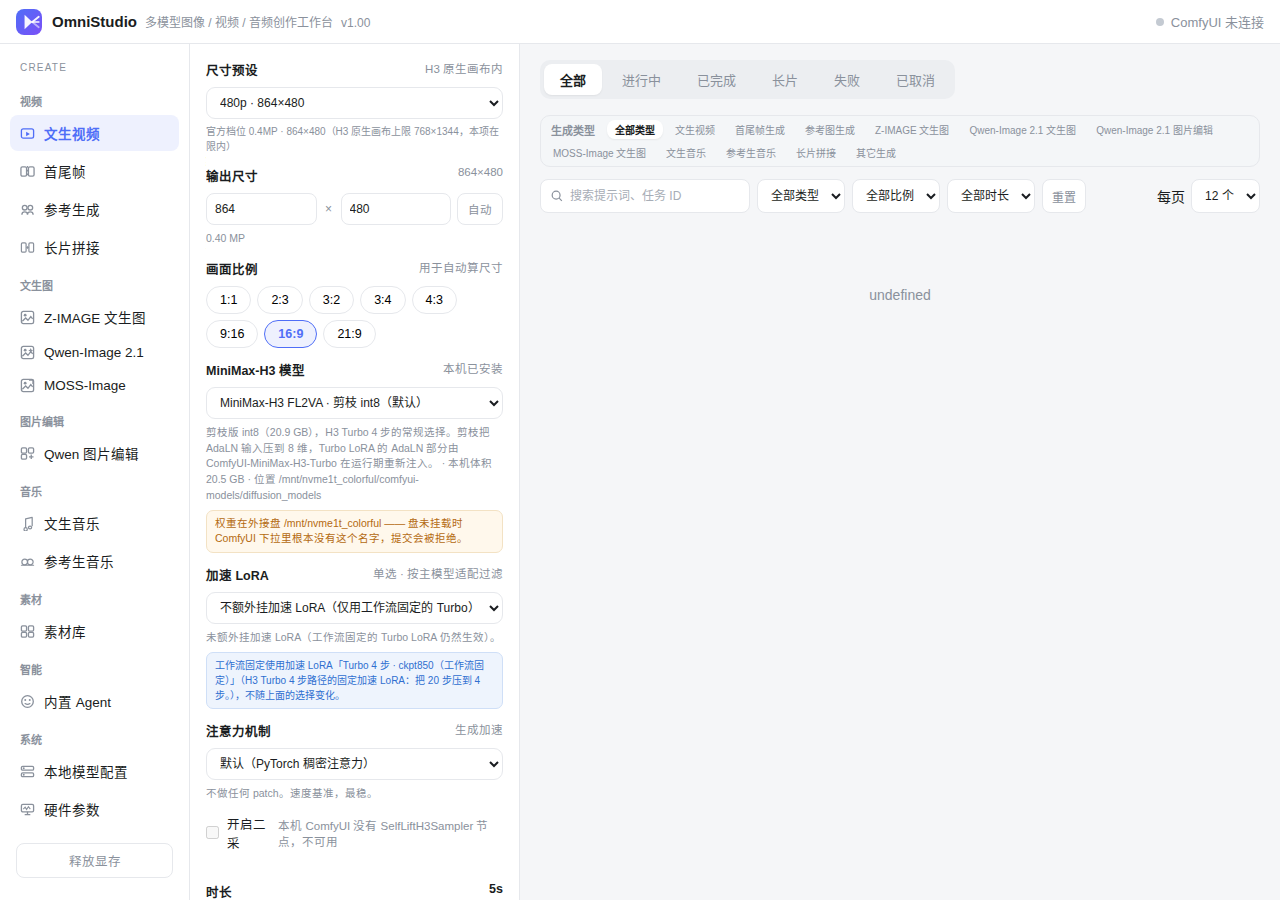 OmniStudio 多模型图像 / 视频 / 音频创作工作台 v1.00
ComfyUI 未连接
CREATE
视频
文生视频
首尾帧
参考生成
长片拼接
文生图
Z-IMAGE 文生图
Qwen-Image 2.1
MOSS-Image
图片编辑
Qwen 图片编辑
音乐
文生音乐
参考生音乐
素材
素材库
智能
内置 Agent
系统
本地模型配置
硬件参数
释放显存
尺寸预设 H3 原生画布内
480p · 864×480
官方档位 0.4MP · 864×480（H3 原生画布上限 768×1344，本项在
限内）
输出尺寸 864×480
864 × 480 自动
0.40 MP
画面比例 用于自动算尺寸
1:1 2:3 3:2 3:4 4:3
9:16 16:9 21:9
MiniMax-H3 模型 本机已安装
MiniMax-H3 FL2VA · 剪枝 int8（默认）
剪枝版 int8（20.9 GB），H3 Turbo 4 步的常规选择。剪枝把
AdaLN 输入压到 8 维，Turbo LoRA 的 AdaLN 部分由
ComfyUI-MiniMax-H3-Turbo 在运行期重新注入。 · 本机体积
20.5 GB · 位置 /mnt/nvme1t_colorful/comfyui-
models/diffusion_models
权重在外接盘 /mnt/nvme1t_colorful —— 盘未挂载时
ComfyUI 下拉里根本没有这个名字，提交会被拒绝。
加速 LoRA 单选 · 按主模型适配过滤
不额外挂加速 LoRA（仅用工作流固定的 Turbo）
未额外挂加速 LoRA（工作流固定的 Turbo LoRA 仍然生效）。
工作流固定使用加速 LoRA「Turbo 4 步 · ckpt850（工作流固
定）」（H3 Turbo 4 步路径的固定加速 LoRA：把 20 步压到 4
步。），不随上面的选择变化。
注意力机制 生成加速
默认（PyTorch 稠密注意力）
不做任何 patch。速度基准，最稳。
开启二
采
本机 ComfyUI 没有 SelfLiftH3Sampler 节
点，不可用
时长 5s
全部 进行中 已完成 长片 失败 已取消
生成类型 全部类型 文生视频 首尾帧生成 参考图生成 Z-IMAGE 文生图 Qwen-Image 2.1 文生图 Qwen-Image 2.1 图片编辑
MOSS-Image 文生图 文生音乐 参考生音乐 长片拼接 其它生成
搜索提示词、任务 ID 全部类型 全部比例 全部时长 重置 每页 12 个
undefined